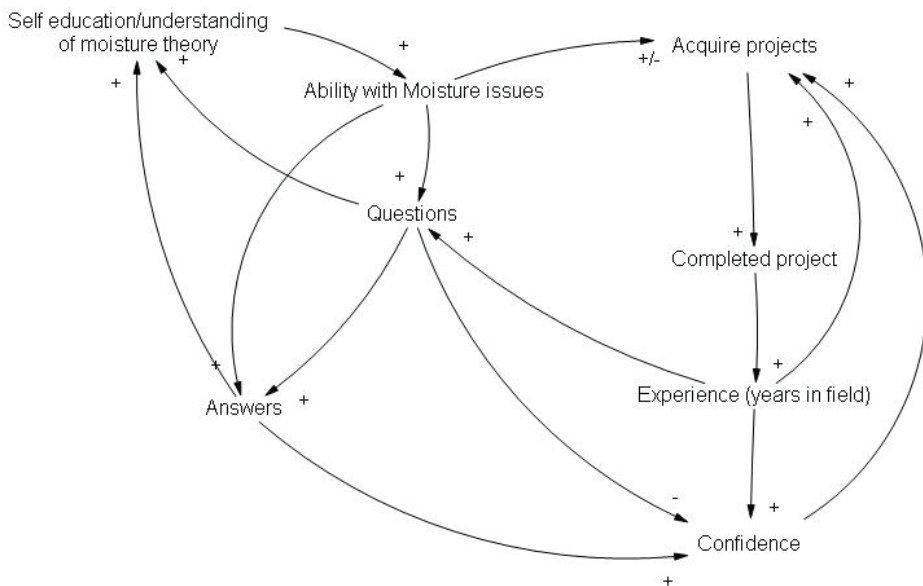 Self education/understanding
of moisture theory
+
+
+
Ability with Moisture issues
+/-
Acquire projects
+
+
+
Questions
+
+
Completed project
+
Experience (years in field)
+
Answers
+
-
+
Confidence
+